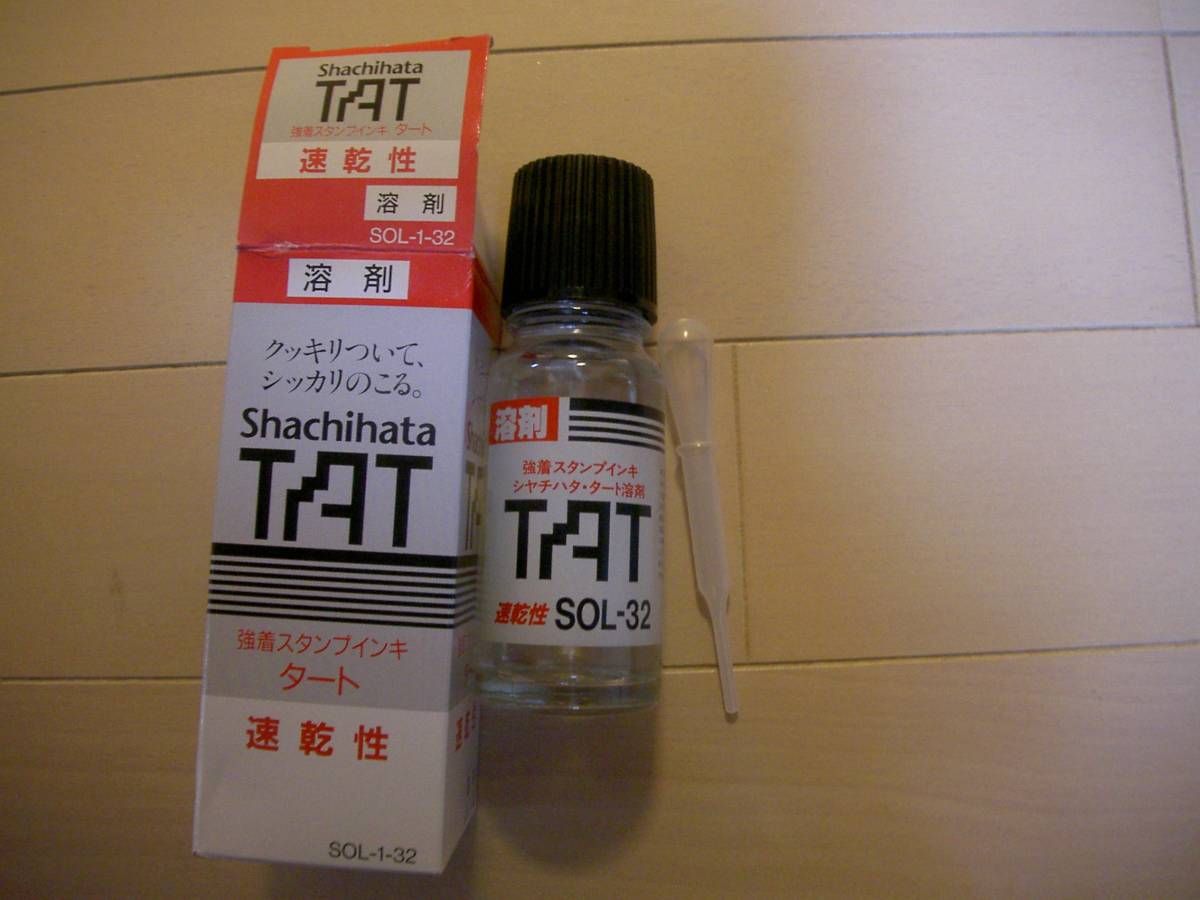 Shachihata
TAT
強着スタンプインキ タート
速乾性
溶剤
SOL-1-32
溶剤
クッキリついて、
シッカリのこる。
Shachihata
TAT
強着スタンプインキ
タート
速乾性
SOL-1-32
溶剤
強着スタンプインキ
シヤチハタ・タート溶剤
TAT
速乾性 SOL-32